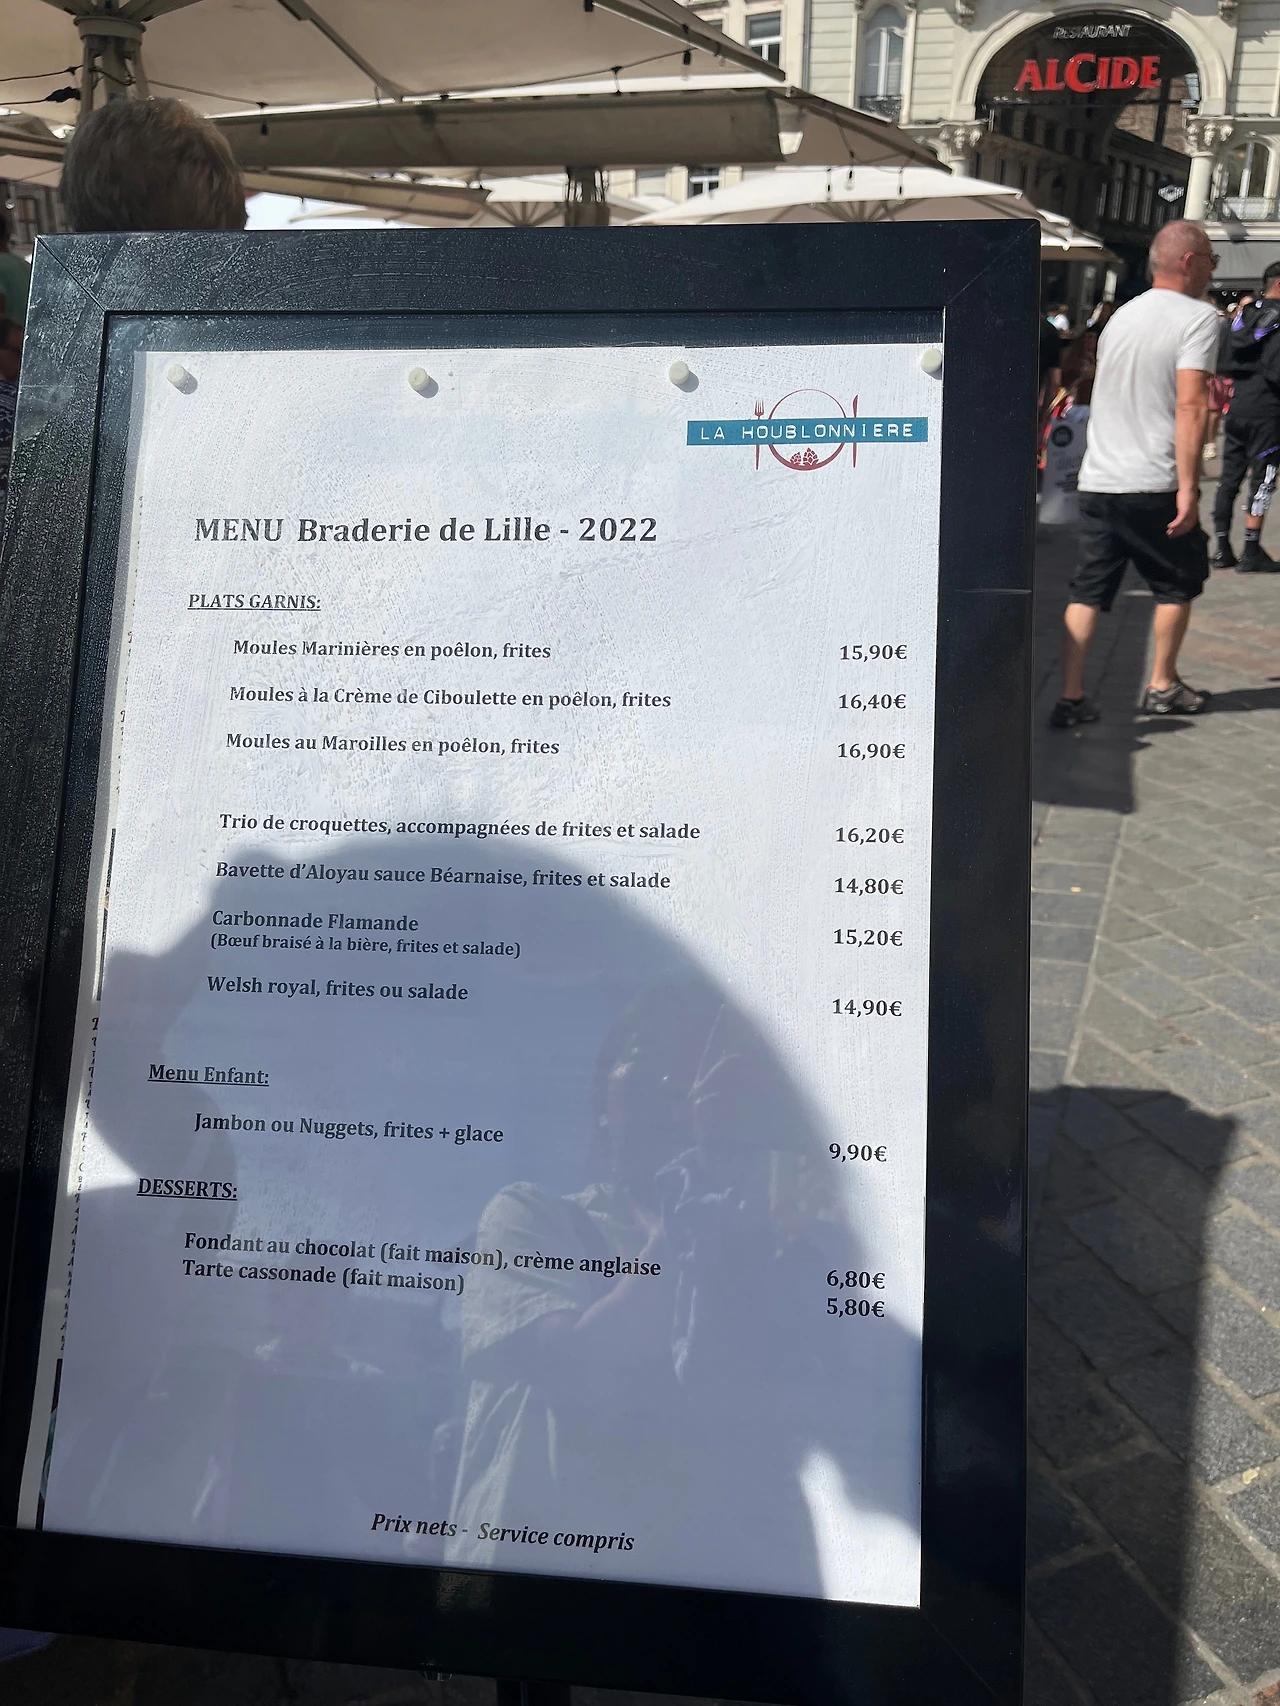 RESTAURANT
ALCIDE
LA HOUBLONNIERE
MENU Braderie de Lille - 2022
PLATS GARNIS:
Moules Marinières en poêlon, frites 15,90€
Moules à la Crème de Ciboulette en poêlon, frites 16,40€
Moules au Maroilles en poêlon, frites 16,90€
Trio de croquettes, accompagnées de frites et salade 16,20€
Bavette d'Aloyau sauce Béarnaise, frites et salade 14,80€
Carbonnade Flamande 15,20€
(Bœuf braisé à la bière, frites et salade)
Welsh royal, frites ou salade 14,90€
Menu Enfant:
Jambon ou Nuggets, frites + glace 9,90€
DESSERTS:
Fondant au chocolat (fait maison), crème anglaise 6,80€
Tarte cassonade (fait maison) 5,80€
Prix nets - Service compris